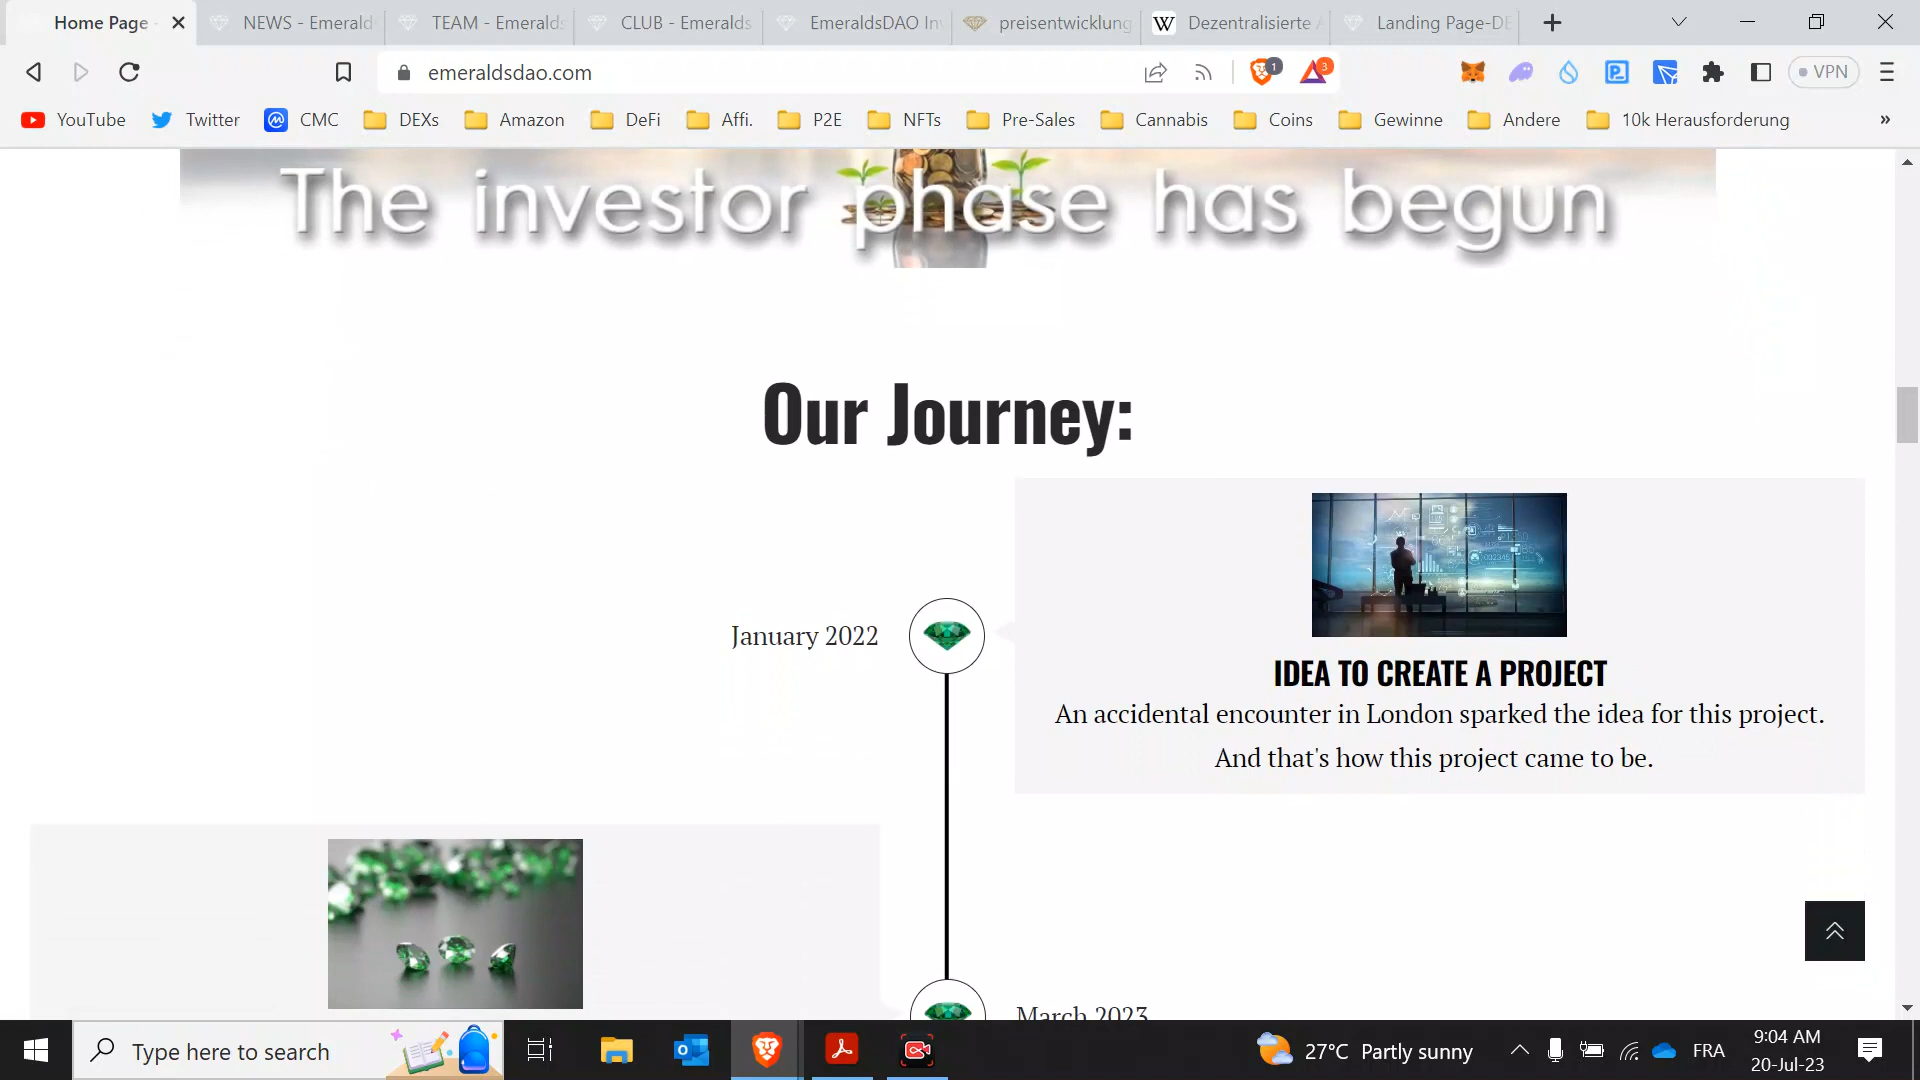 Home Page -
NEWS - Emerald
TEAM - Emeralds
CLUB - Emeralds
EmeraldsDAO In
preisentwicklung
W
Dezentralisierte A
Landing Page-DE
emeraldsdao.com
1
3
VPN
YouTube
Twitter
CMC
DEXs
Amazon
DeFi
Affi.
P2E
NFTs
Pre-Sales
Cannabis
Coins
Gewinne
Andere
10k Herausforderung
»
The investor phase has begun
Our Journey:
January 2022
IDEA TO CREATE A PROJECT
An accidental encounter in London sparked the idea for this project.
And that's how this project came to be.
March 2023
Type here to search
27°C Partly sunny
FRA
9:04 AM
20-Jul-23